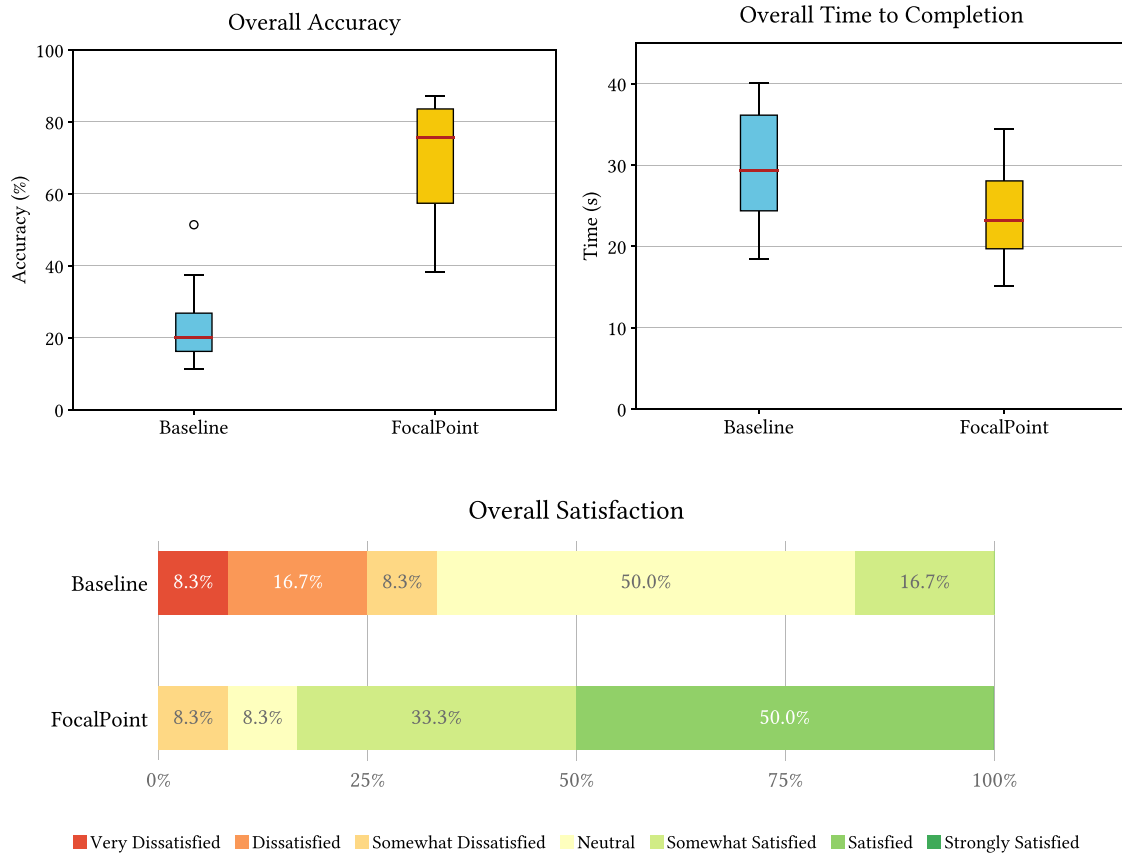 Overall Accuracy
100
80
60
40
20
0
Accuracy (%)
Baseline
FocalPoint
Overall Time to Completion
40
30
20
10
0
Time (s)
Baseline
FocalPoint
Overall Satisfaction
Baseline
8.3%
16.7%
8.3%
50.0%
16.7%
FocalPoint
8.3%
8.3%
33.3%
50.0%
0%
25%
50%
75%
100%
Very Dissatisfied
Dissatisfied
Somewhat Dissatisfied
Neutral
Somewhat Satisfied
Satisfied
Strongly Satisfied